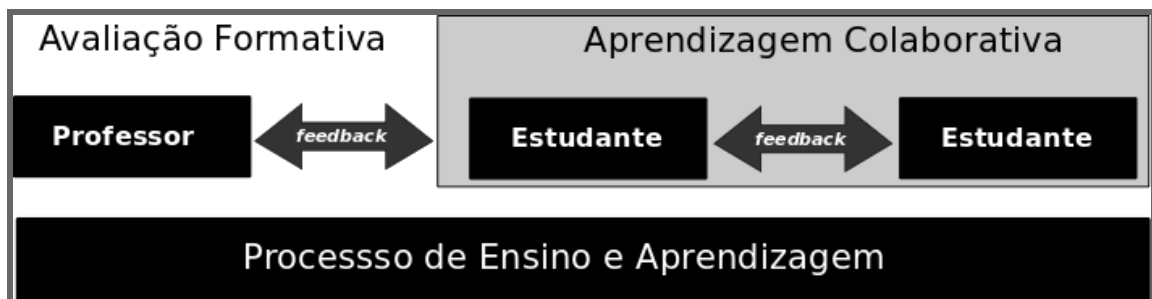 Avaliação Formativa
Aprendizagem Colaborativa
Professor
feedback
Estudante
feedback
Estudante
Processso de Ensino e Aprendizagem